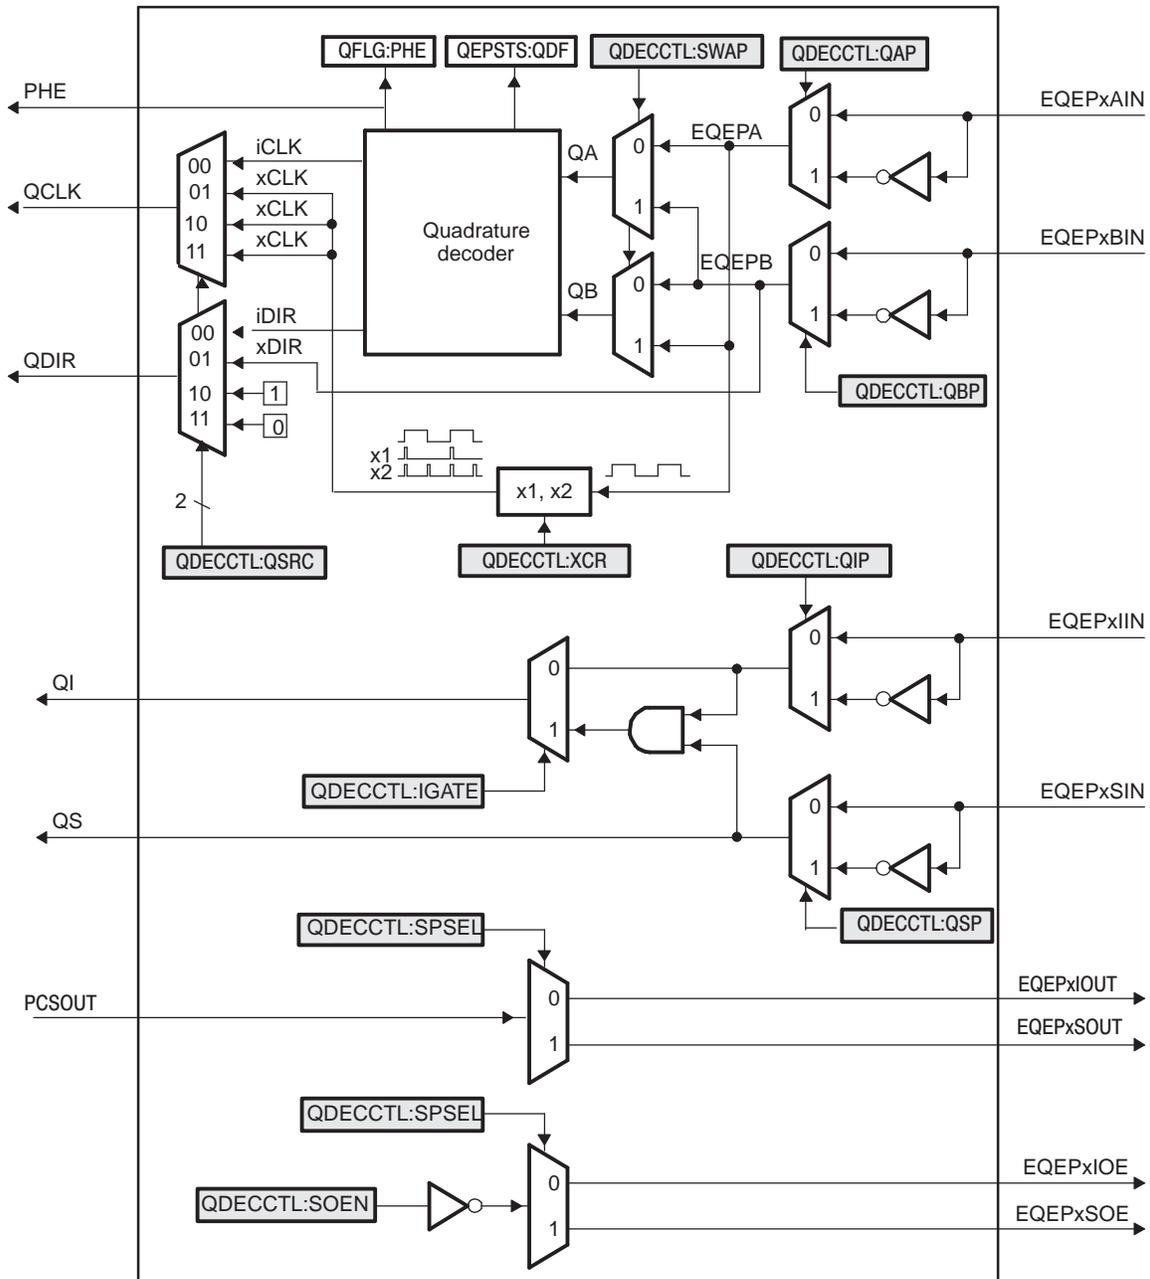 QFLG:PHE
QEPSTS:QDF
QDECCTL:SWAP
QDECCTL:QAP
PHE
EQEPxAIN
0
0
EQEPA
iCLK
QA
00
xCLK
01
1
QCLK
xCLK
10
1
Quadrature
decoder
xCLK
11
EQEPxBIN
0
EQEPB
0
QB
iDIR
00
1
xDIR
01
1
QDIR
10
1
QDECCTL:QBP
11
0
x1
x2
x1, x2
2
QDECCTL:QSRC
QDECCTL:XCR
QDECCTL:QIP
EQEPxIIN
0
0
QI
1
1
QDECCTL:IGATE
EQEPxSIN
0
QS
1
QDECCTL:SPSEL
QDECCTL:QSP
EQEPxIOUT
PCSOUT
0
EQEPxSOUT
1
QDECCTL:SPSEL
EQEPxIOE
0
QDECCTL:SOEN
EQEPxSOE
1